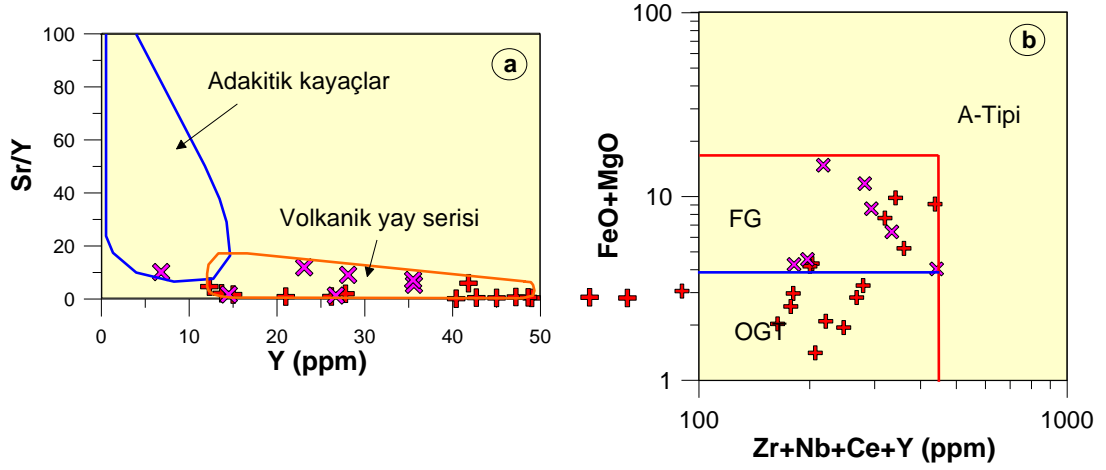 100
80
60
40
20
0
Sr/Y
a
Adakitik kayaçlar
Volkanik yay serisi
0 10 20 30 40 50
Y (ppm)
100
10
1
FeO+MgO
b
A-Tipi
FG
OGT
100 1000
Zr+Nb+Ce+Y (ppm)